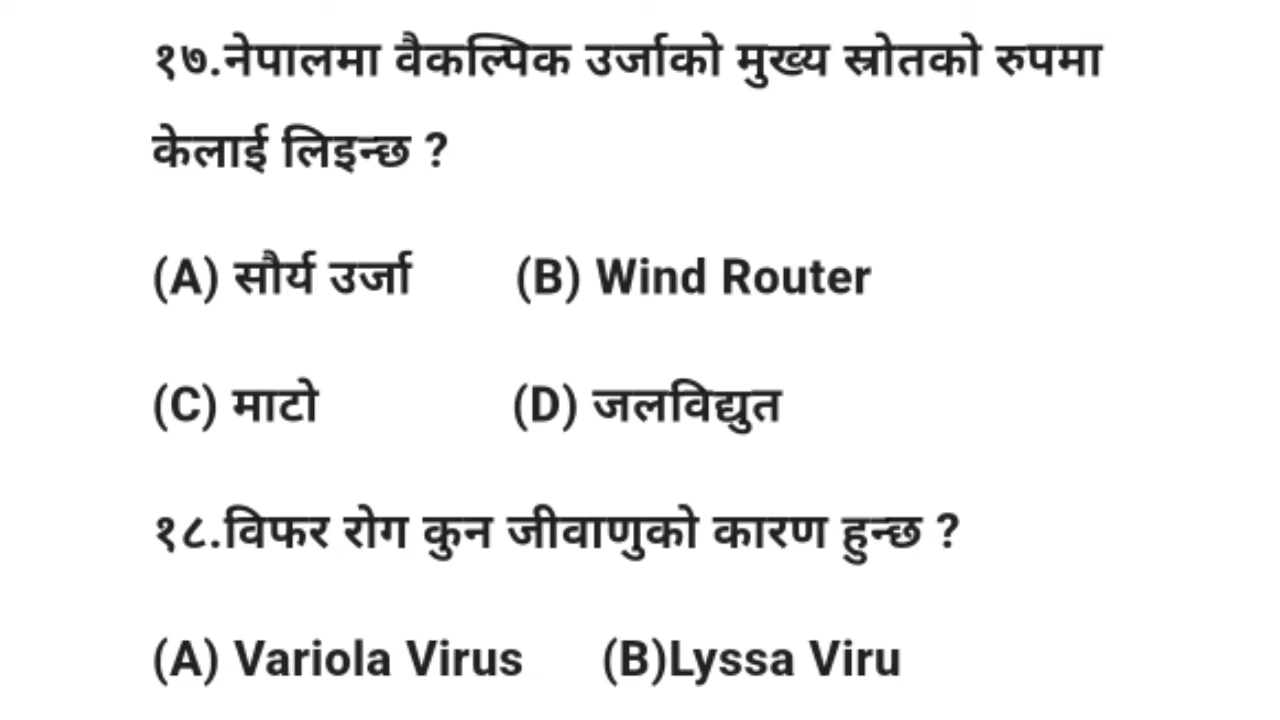 १७.नेपालमा वैकल्पिक उर्जाको मुख्य स्रोतको रुपमा
केलाई लिइन्छ ?
(A) सौर्य उर्जा (B) Wind Router
(C) माटो (D) जलविद्युत
१८.विफर रोग कुन जीवाणुको कारण हुन्छ ?
(A) Variola Virus (B)Lyssa Viru